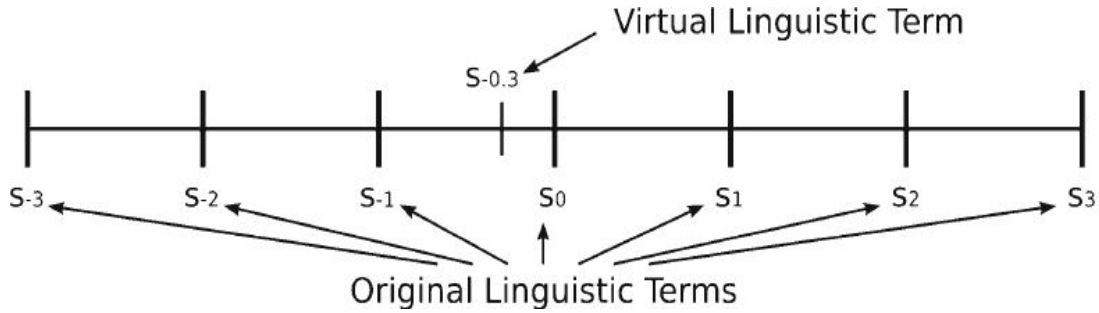 Virtual Linguistic Term
S-0.3
S-3 S-2 S-1 S0 S1 S2 S3
Original Linguistic Terms